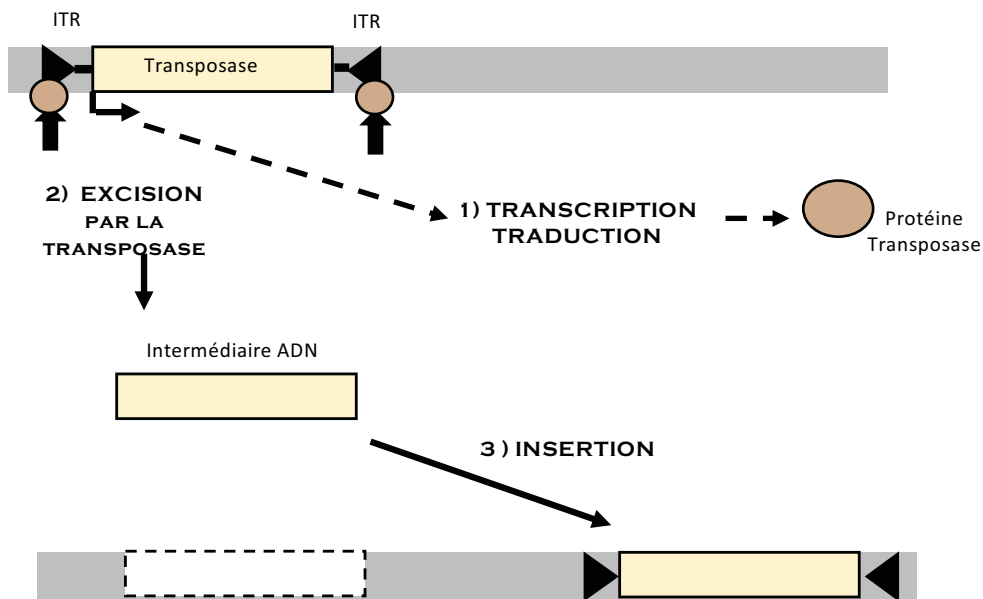 ITR
ITR
Transposase
2) EXCISION
PAR LA
TRANSPOSASE
1) TRANSCRIPTION
TRADUCTION
Protéine
Transposase
Intermédiaire ADN
3 ) INSERTION